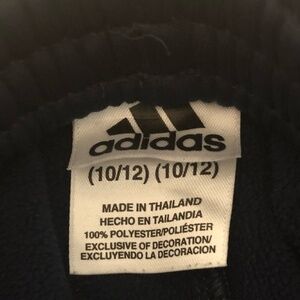 adidas
(10/12) (10/12)
MADE IN THAILAND
HECHO EN TAILANDIA
100% POLYESTER/POLIÉSTER
EXCLUSIVE OF DECORATION/
EXCLUYENDO LA DECORACION